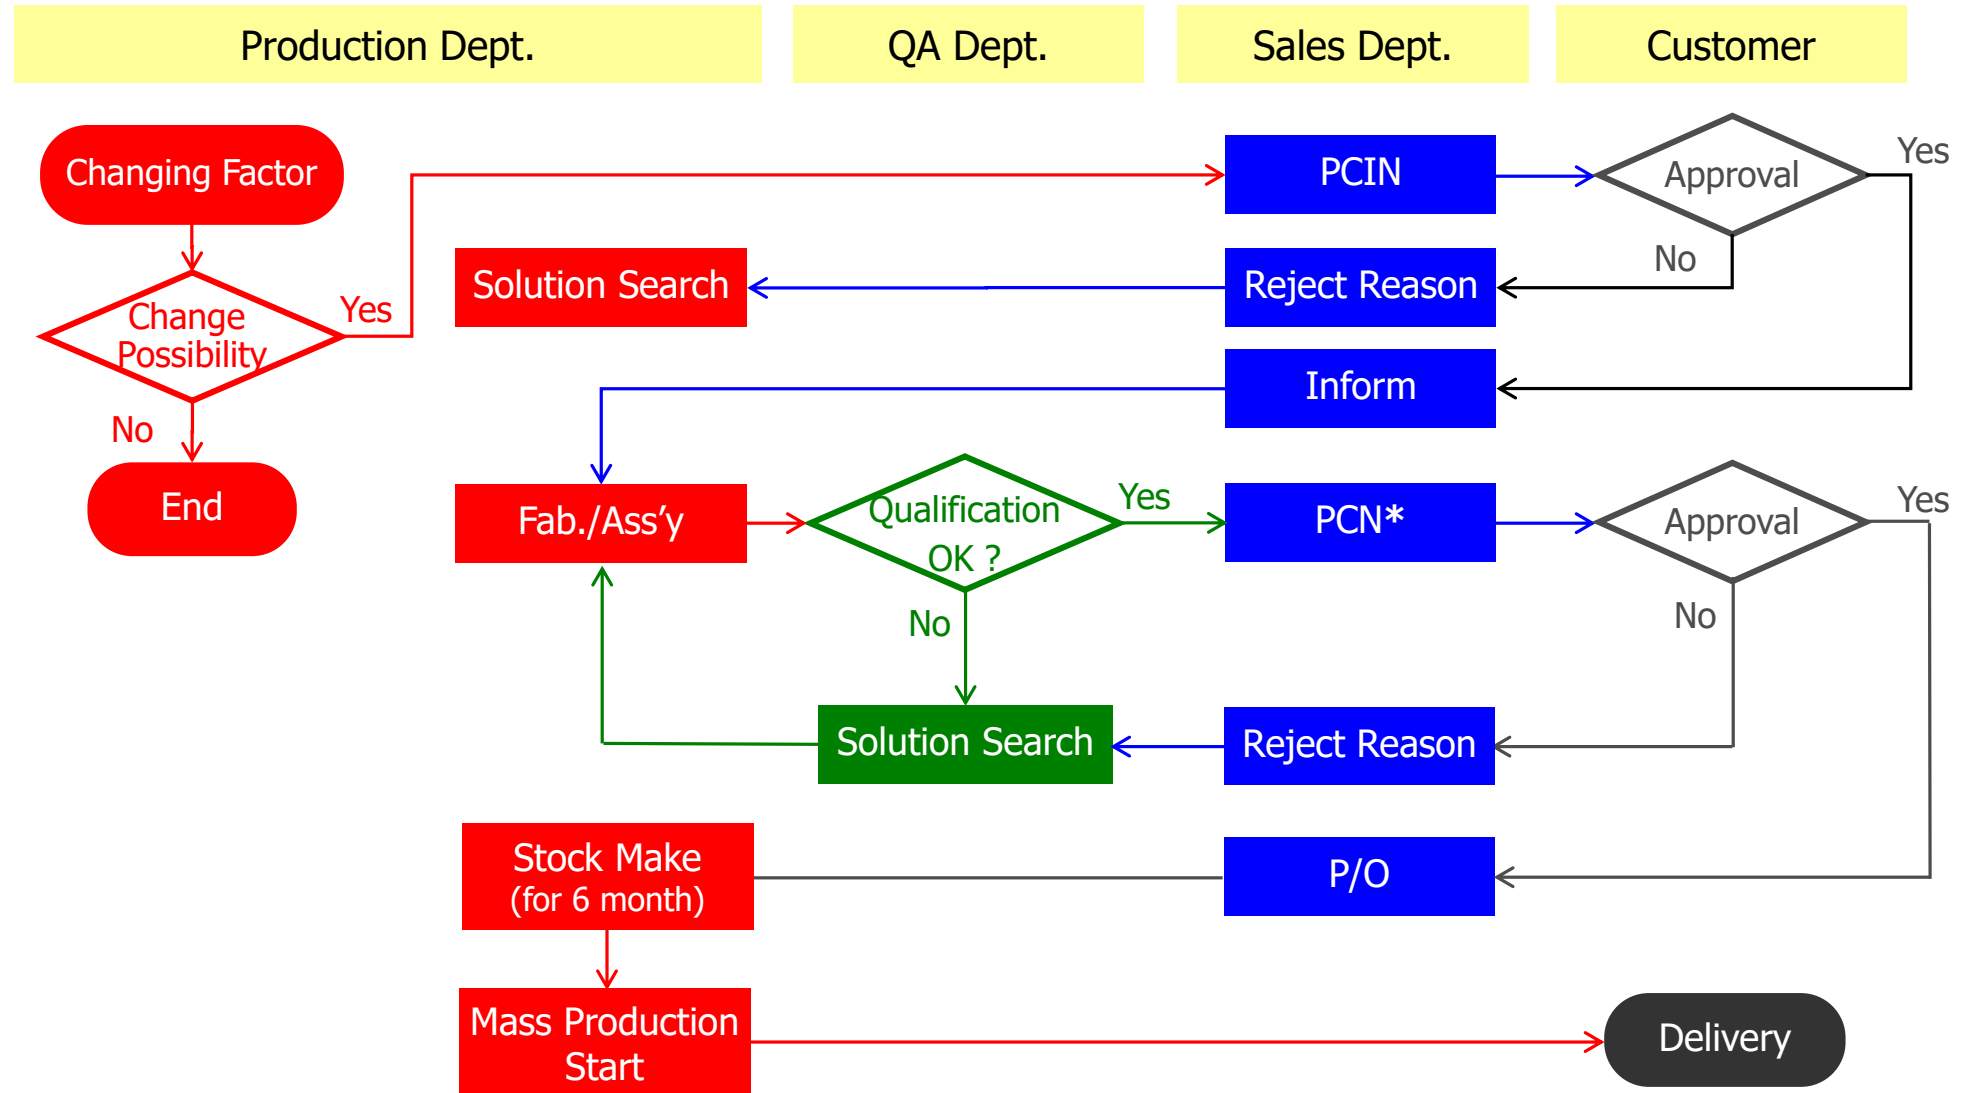 Production Dept.
QA Dept.
Sales Dept.
Customer
Changing Factor
PCIN
Approval
Yes
No
Solution Search
Reject Reason
Change
Possibility
Yes
Inform
No
End
Fab./Ass’y
Qualification
OK ?
Yes
PCN*
Approval
Yes
No
No
Solution Search
Reject Reason
Stock Make
(for 6 month)
P/O
Mass Production
Start
Delivery